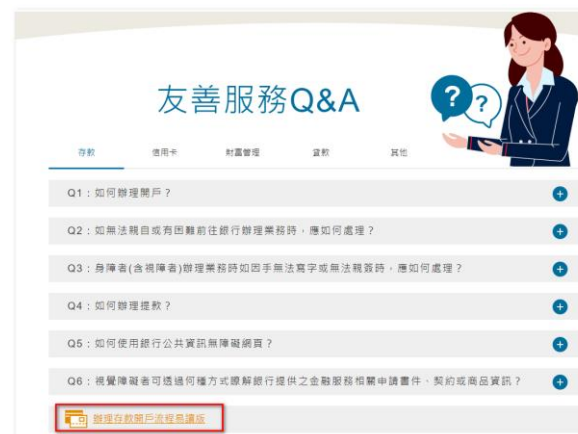 友善服務Q&A
? ?
存款 信用卡 財富管理 貸款 其他
Q1：如何辦理開戶？
Q2：如無法親自或有困難前往銀行辦理業務時，應如何處理？
Q3：身障者(含視障者)辦理業務時如因手無法寫字或無法親簽時，應如何處理？
Q4：如何辦理提款？
Q5：如何使用銀行公共資訊無障礙網頁？
Q6：視覺障礙者可透過何種方式瞭解銀行提供之金融服務相關申請書件、契約或商品資訊？
辦理存款開戶流程易讀版